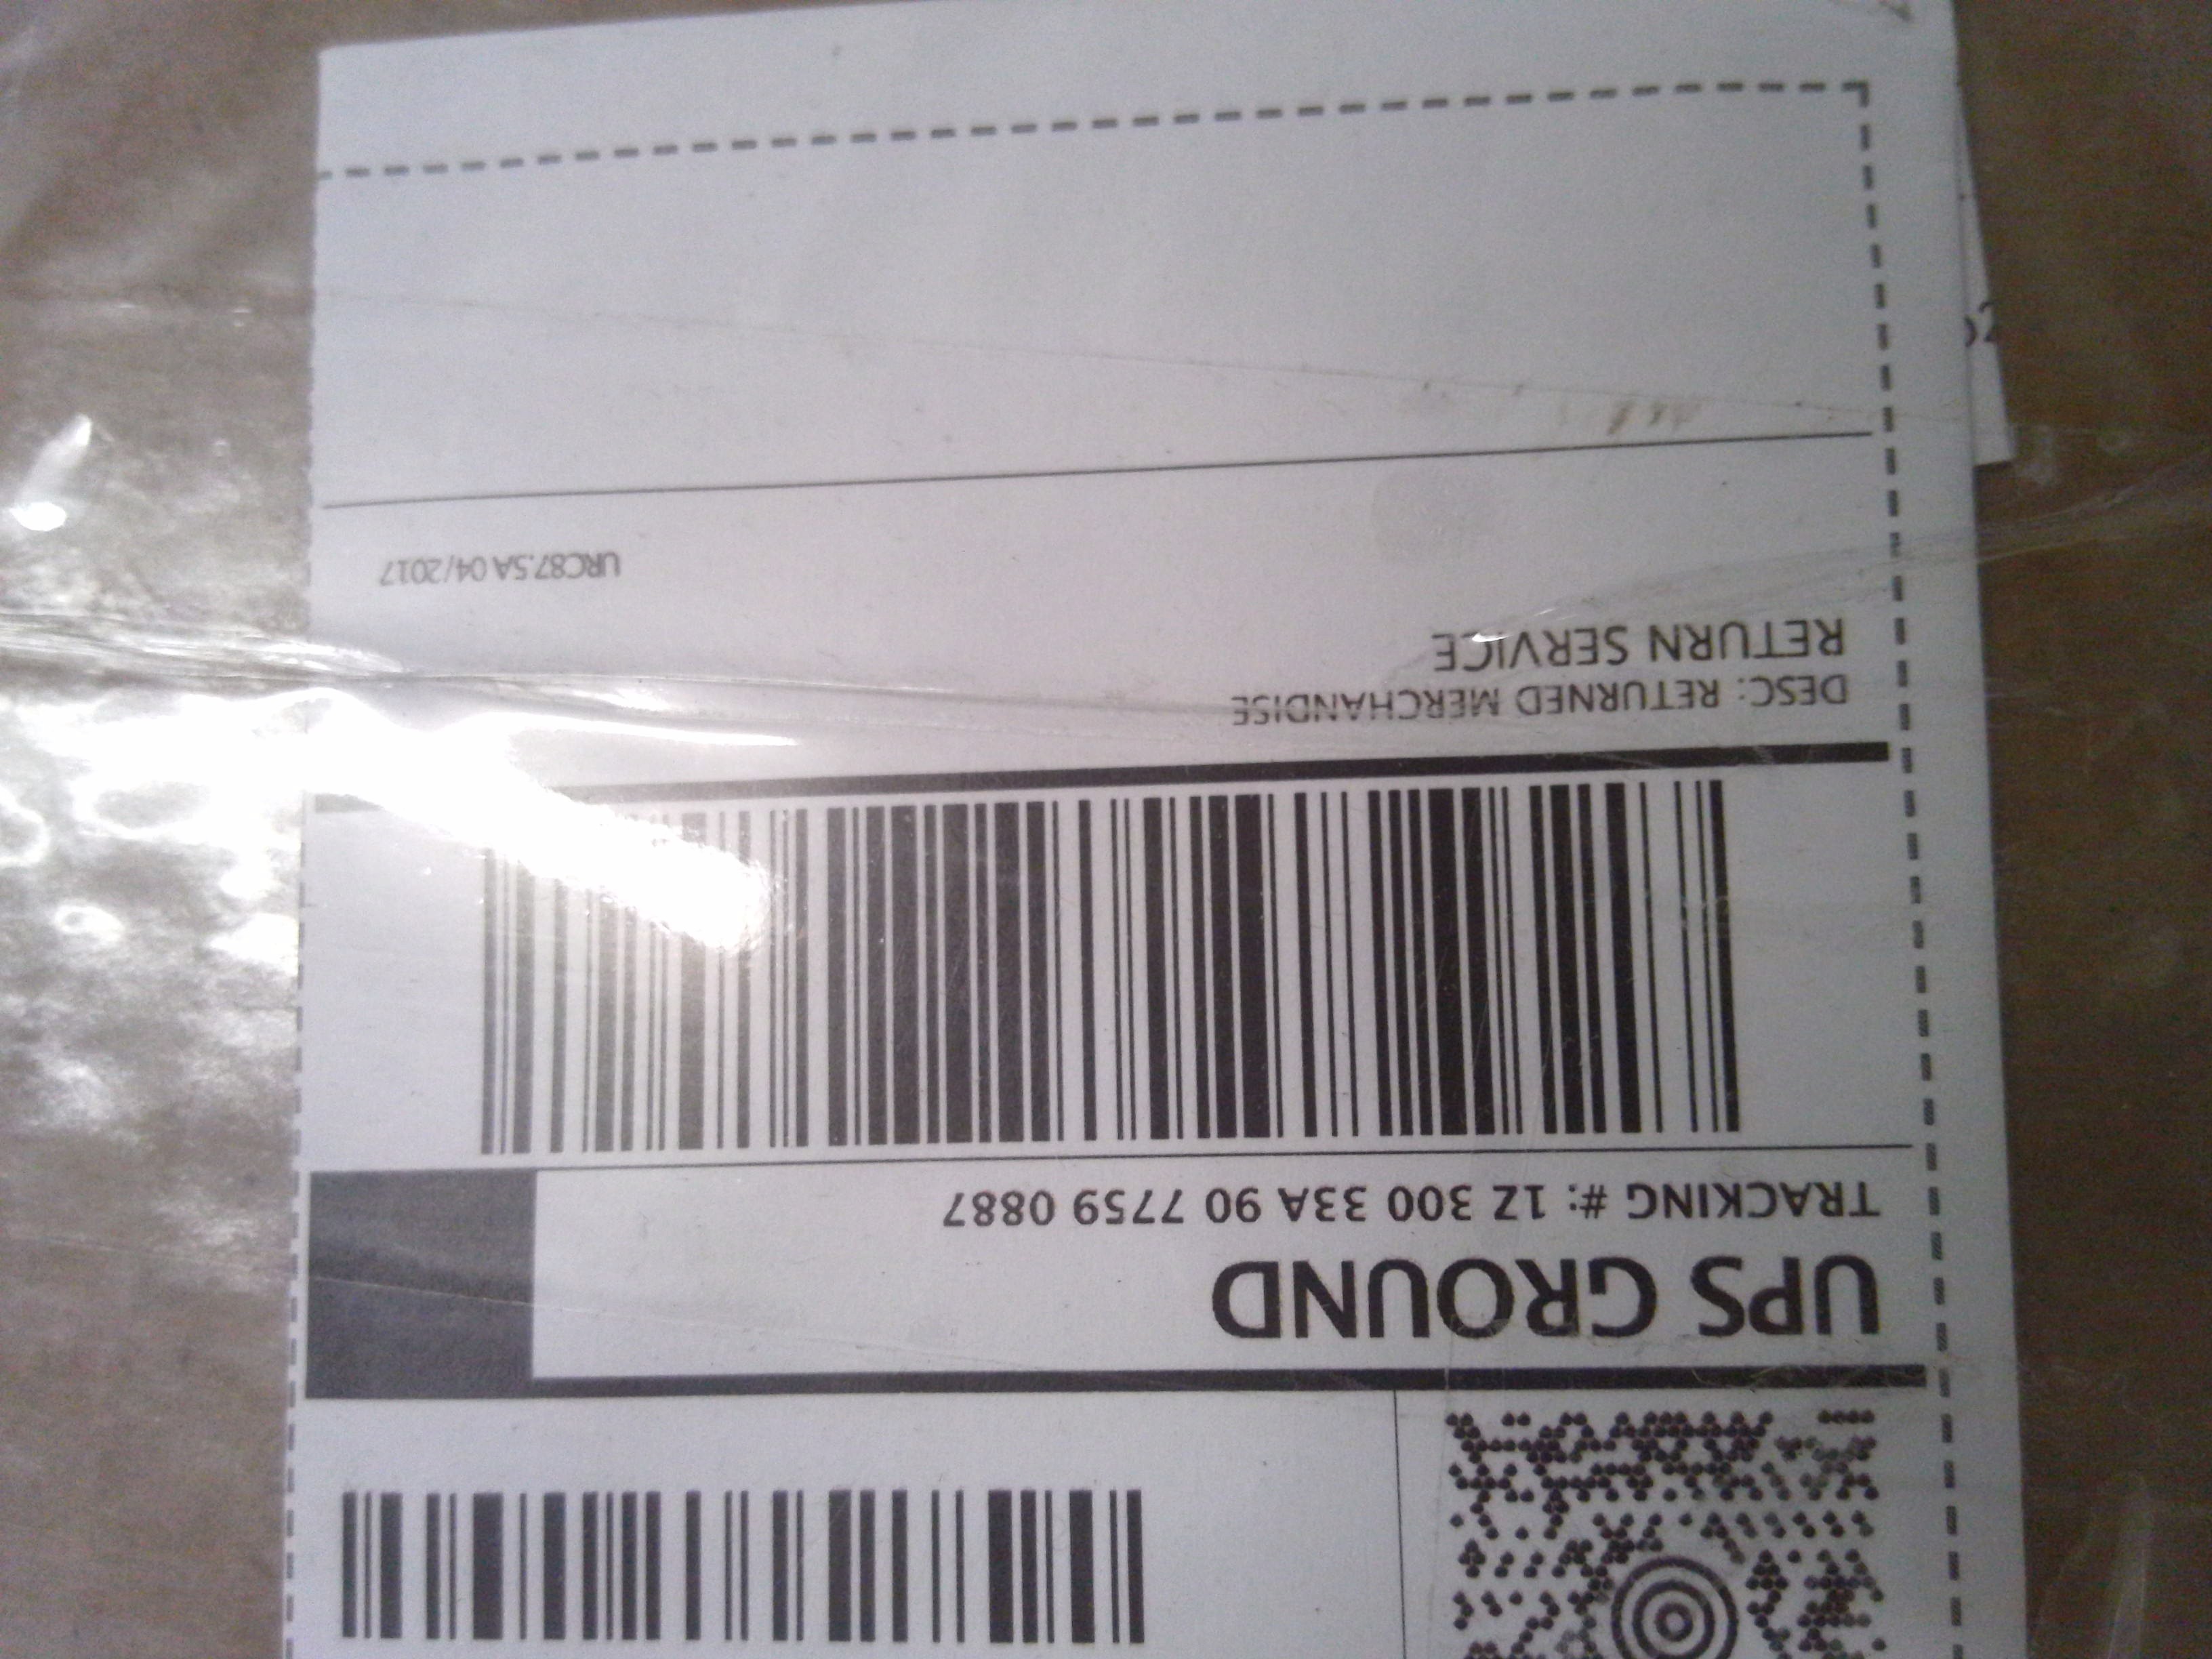 UPS GROUND
TRACKING #: 1Z 300 33A 90 7759 0887
DESC: RETURNED MERCHANDISE
RETURN SERVICE
URC87.5A 04/2017